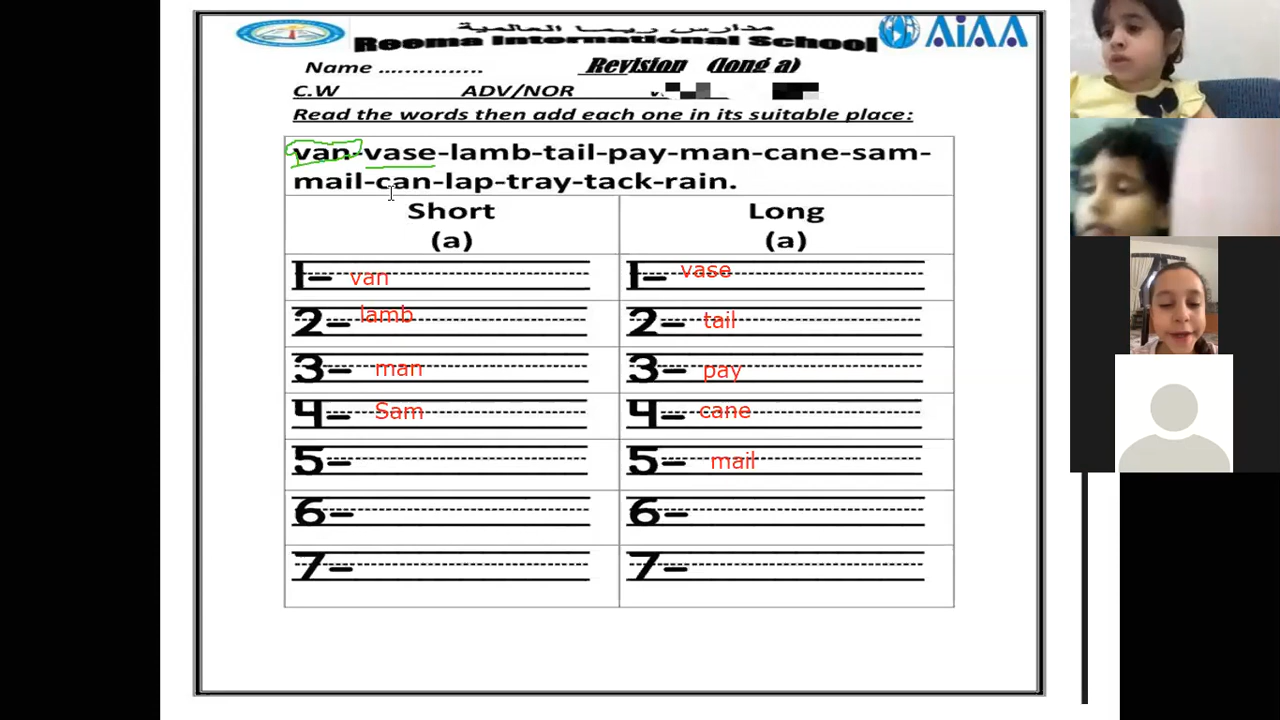 مدارس ريما العالمية
Reema International School
AiAA
Name ............... Revision (long a)
C.W ADV/NOR
Read the words then add each one in its suitable place:
van-vase-lamb-tail-pay-man-cane-sam-
mail-can-lap-tray-tack-rain.
Short Long
(a) (a)
1- van 1- vase
2- lamb 2- tail
3- man 3- pay
4- Sam 4- cane
5- 5- mail
6- 6-
7- 7-